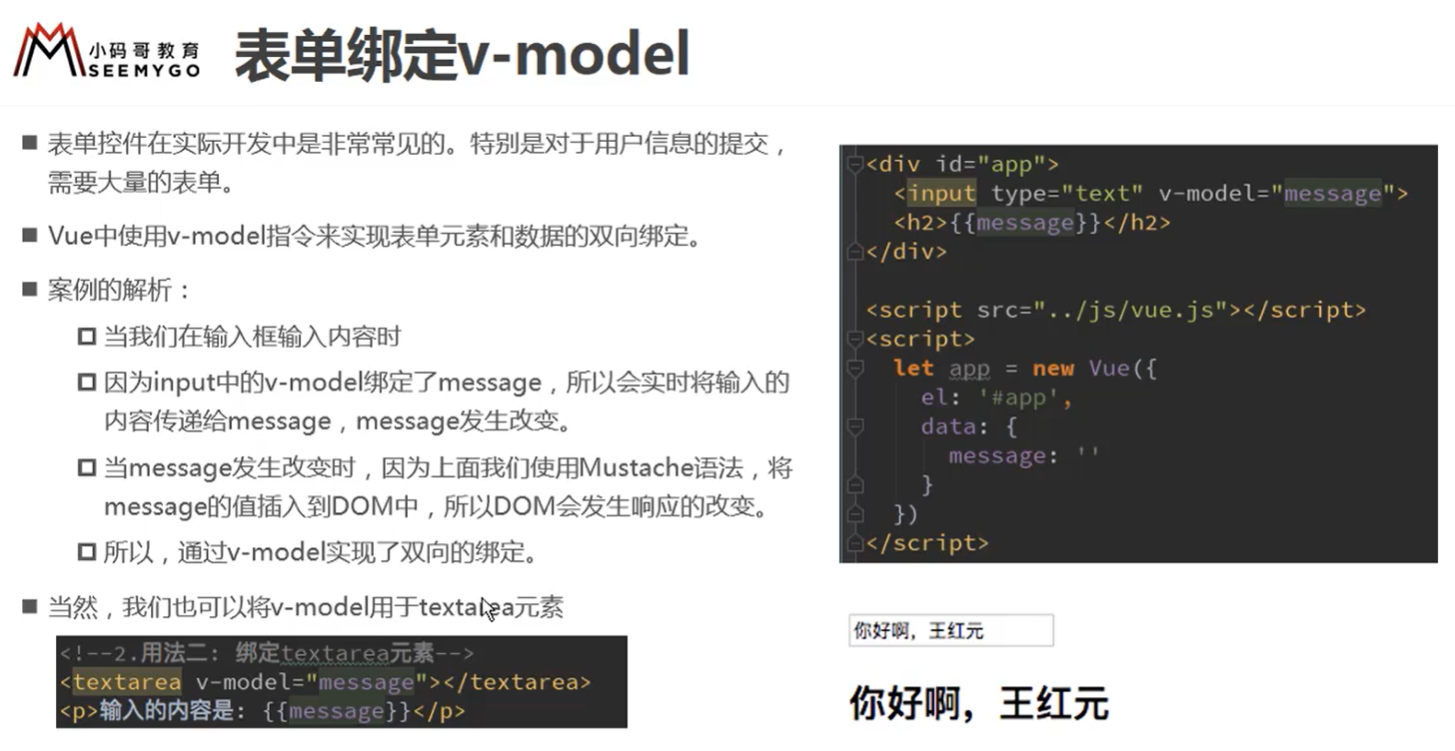 小码哥教育
SEEMYGO
表单绑定v-model
表单控件在实际开发中是非常常见的。特别是对于用户信息的提交，
需要大量的表单。
Vue中使用v-model指令来实现表单元素和数据的双向绑定。
案例的解析：
当我们在输入框输入内容时
因为input中的v-model绑定了message，所以会实时将输入的
内容传递给message，message发生改变。
当message发生改变时，因为上面我们使用Mustache语法，将
message的值插入到DOM中，所以DOM会发生响应的改变。
所以，通过v-model实现了双向的绑定。
当然，我们也可以将v-model用于textarea元素
<!--2.用法二: 绑定textarea元素-->
<textarea v-model="message"></textarea>
<p>输入的内容是: {{message}}</p>
<div id="app">
<input type="text" v-model="message">
<h2>{{message}}</h2>
</div>
<script src="../js/vue.js"></script>
<script>
let app = new Vue({
el: '#app',
data: {
message: ''
}
})
</script>
你好啊，王红元
你好啊，王红元